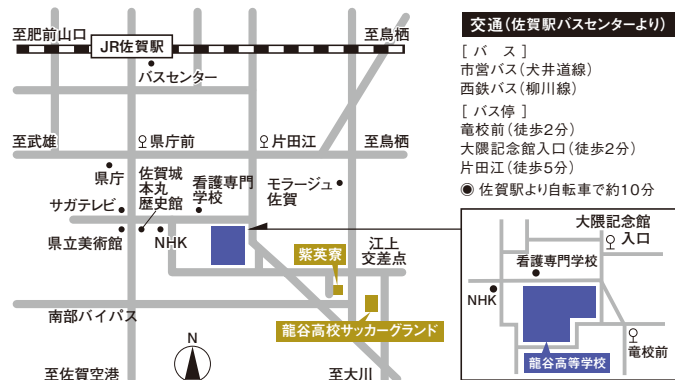 至肥前山口
JR佐賀駅
至鳥栖
バスセンター
至武雄
県庁前
片田江
至鳥栖
県庁
佐賀城
本丸
歴史館
看護専門
学校
モラージュ
佐賀
サガテレビ
県立美術館
NHK
紫英寮
江上
交差点
南部バイパス
龍谷高校サッカーグランド
N
至佐賀空港
至大川
交通(佐賀駅バスセンターより)
[ バ ス ]
市営バス(犬井道線)
西鉄バス(柳川線)
[ バス停 ]
竜校前(徒歩2分)
大隈記念館入口(徒歩2分)
片田江(徒歩5分)
◉ 佐賀駅より自転車で約10分
大隈記念館
入口
看護専門学校
NHK
龍谷高等学校
竜校前